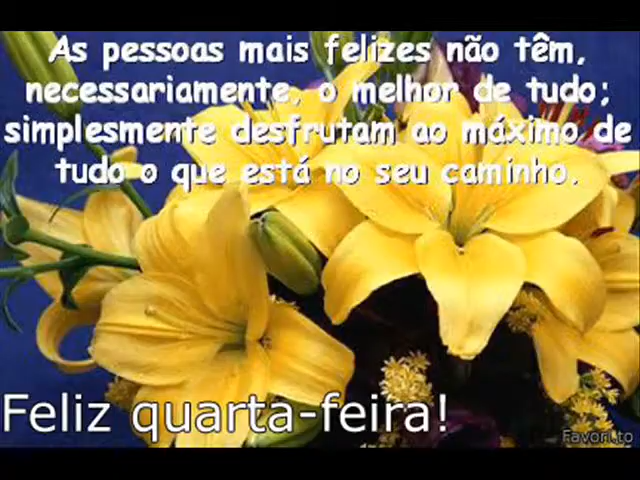 As pessoas mais felizes não têm,
necessariamente, o melhor de tudo;
simplesmente desfrutam ao máximo de
tudo o que está no seu caminho.
Feliz quarta-feira!
Favori.to